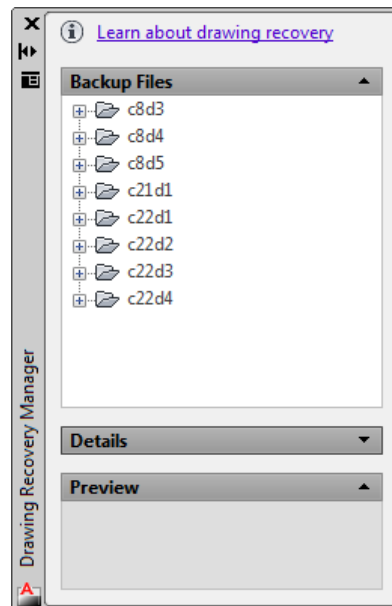 Learn about drawing recovery
Backup Files
c8d3
c8d4
c8d5
c21d1
c22d1
c22d2
c22d3
c22d4
Details
Preview
Drawing Recovery Manager
A